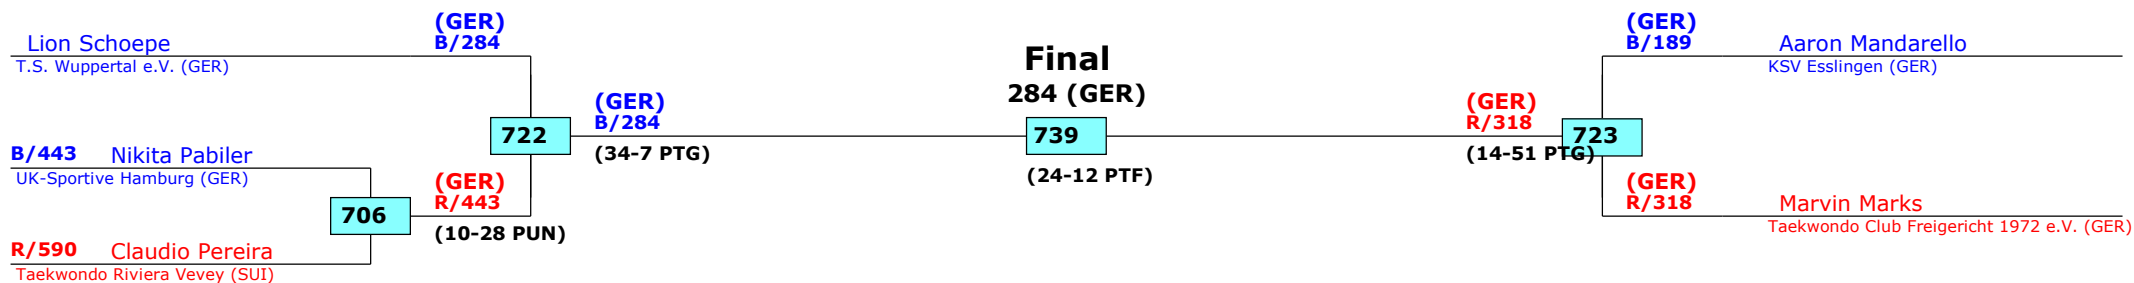 Lion Schoepe
T.S. Wuppertal e.V. (GER)
(GER)
B/284
B/443 Nikita Pabiler
UK-Sportive Hamburg (GER)
R/590 Claudio Pereira
Taekwondo Riviera Vevey (SUI)
706
(GER)
R/443
(10-28 PUN)
722
(GER)
B/284
(34-7 PTG)
Final
284 (GER)
739
(24-12 PTF)
(GER)
R/318
(14-51 PTG)
723
(GER)
B/189
Aaron Mandarello
KSV Esslingen (GER)
(GER)
R/318
Marvin Marks
Taekwondo Club Freigericht 1972 e.V. (GER)